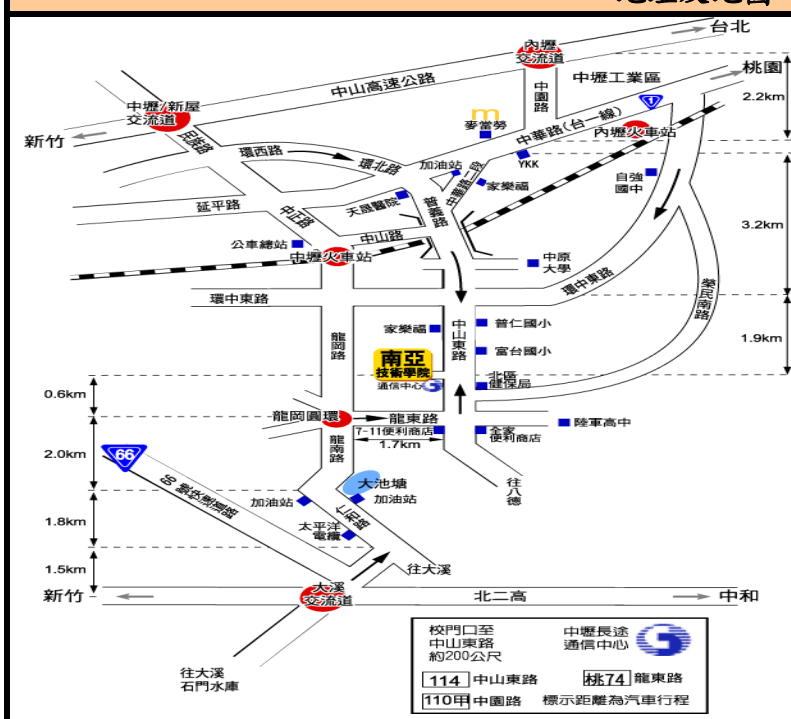 台北
內壢
交流道
中壢工業區
桃園
中山高速公路
中園路
2.2km
中壢/新屋
交流道
m
麥當勞
1
中華路(台一線)
內壢火車站
新竹
民族路
環西路
環北路
加油站
YKK
中華路二段
家樂福
自強
國中
天晟醫院
普義路
延平路
中正路
3.2km
公車總站
中山路
中壢火車站
中原
大學
環中東路
環中東路
榮民南路
龍岡路
家樂福
中山東路
普仁國小
富台國小
1.9km
南亞
技術學院
通信中心
北區
健保局
0.6km
龍岡圓環
龍東路
陸軍高中
7-11便利商店
全家
便利商店
1.7km
龍南路
2.0km
66
66號快速道路
大池塘
往八德
加油站
加油站
仁和路
1.8km
太平洋
電纜
1.5km
往大溪
新竹
大溪
交流道
北二高
中和
往大溪
石門水庫
校門口至
中山東路
約200公尺
中壢長途
通信中心
114 中山東路
桃74 龍東路
110甲 中園路
標示距離為汽車行程